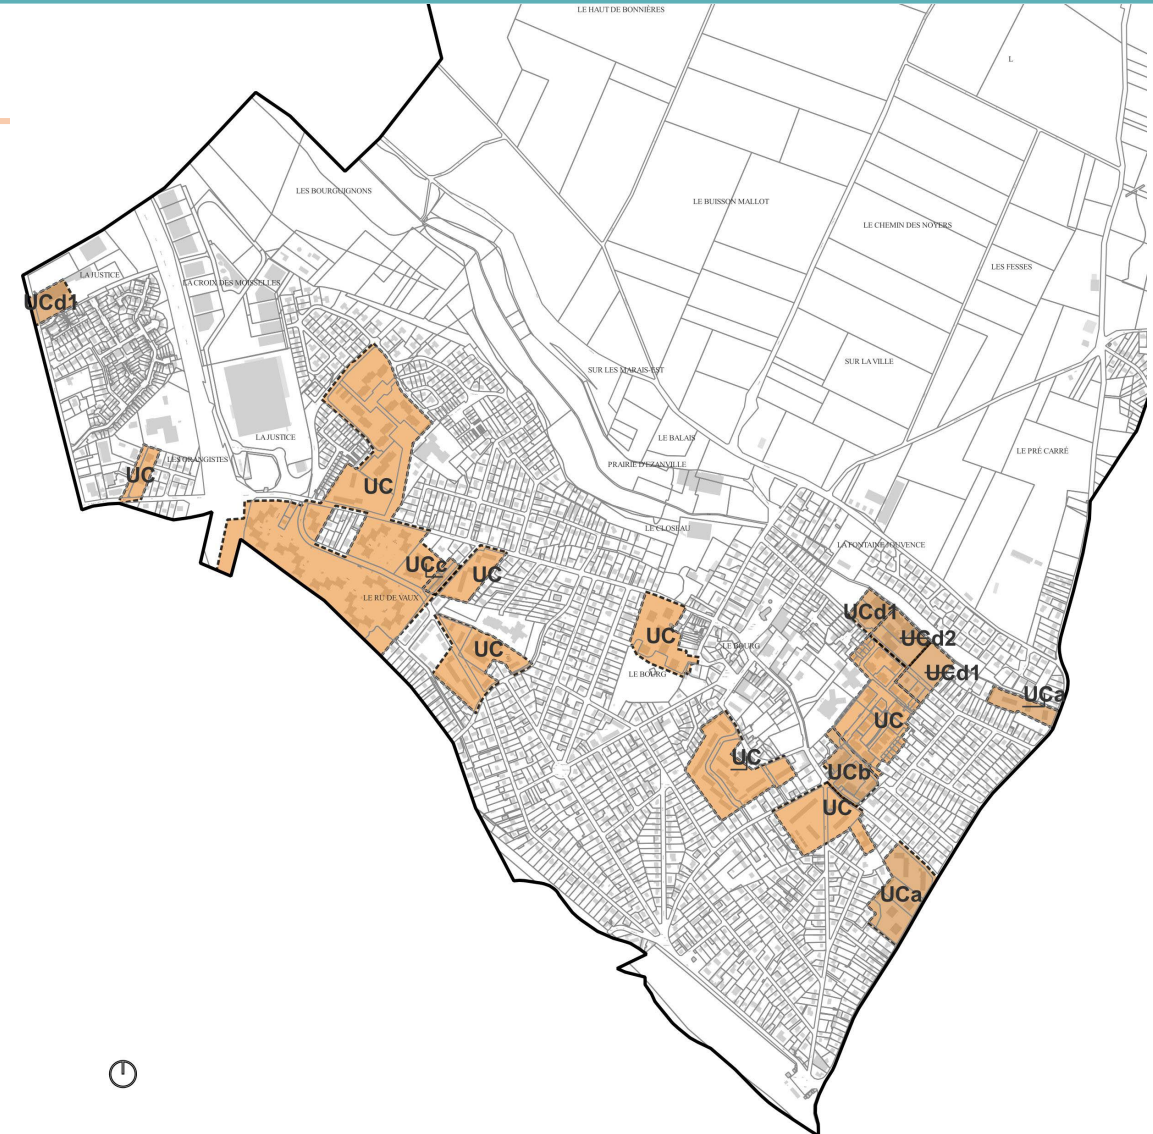 LE HAUT DE BONNIÈRES
L
LES BOURGUIGNONS
LE BUISSON MALLOT
LE CHEMIN DES NOYERS
LES FESSES
LA JUSTICE
LA CROIX DES MOISSELLES
UCd1
SUR LA VILLE
SUR LES MARAIS-EST
LE BALAIS
LA JUSTICE
LE PRÉ CARRÉ
LES ORANGISTES
PRAIRIE D'EZANVILLE
UC
UC
LE CLOSEAU
LA FONTAINE JOUVENCE
UCc
UC
LE RU DE VAUX
UCd1
UC
UCd2
LE BOURG
UC
LE BOURG
UCd1
UCa
UC
UC
UCb
UC
UCa